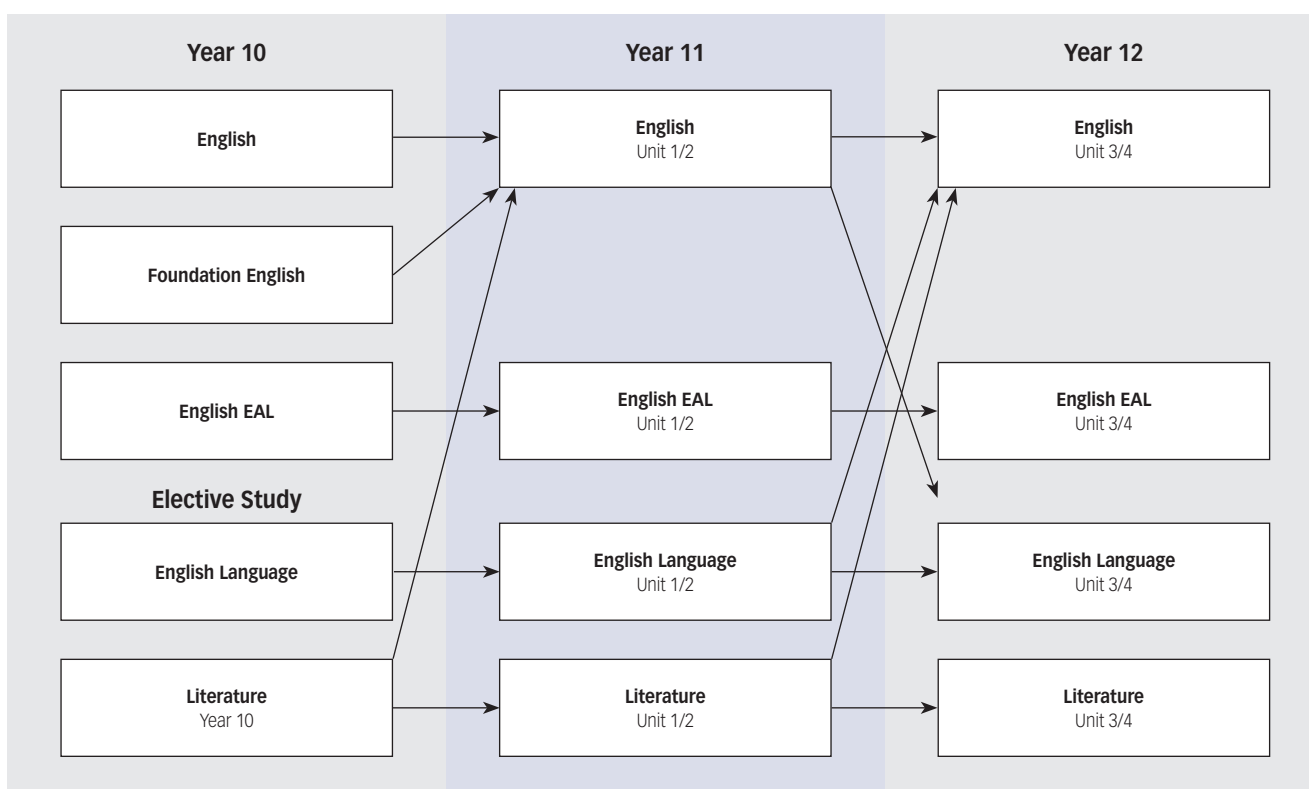 Year 10
Year 11
Year 12
English
English
Unit 1/2
English
Unit 3/4
Foundation English
English EAL
English EAL
Unit 1/2
English EAL
Unit 3/4
Elective Study
English Language
English Language
Unit 1/2
English Language
Unit 3/4
Literature
Year 10
Literature
Unit 1/2
Literature
Unit 3/4